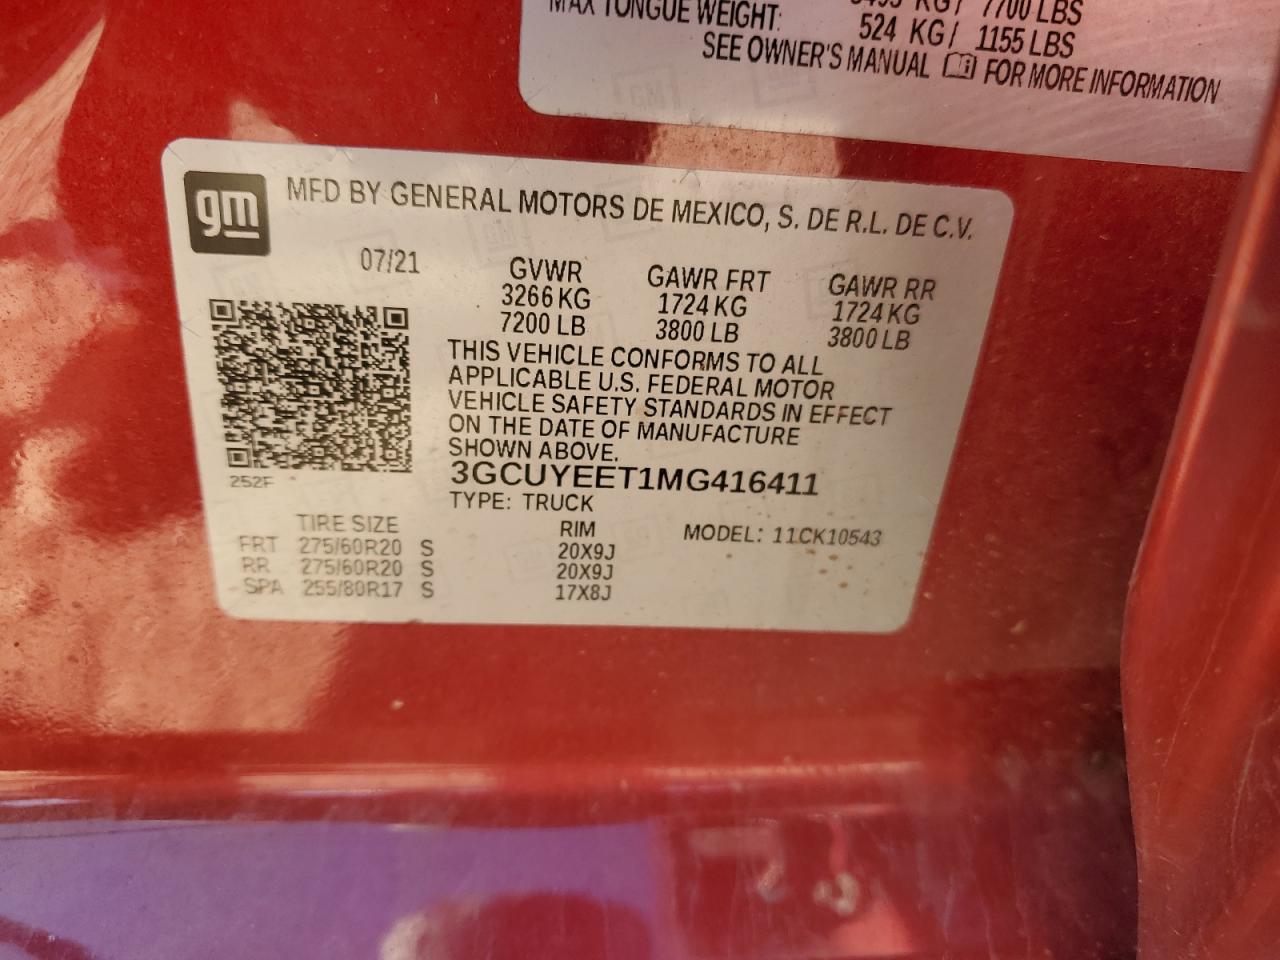 MAX TONGUE WEIGHT:
7700 LBS
524 KG/ 1155 LBS
SEE OWNER'S MANUAL FOR MORE INFORMATION
gm
MFD BY GENERAL MOTORS DE MEXICO, S. DE R.L. DE C.V.
07/21
GVWR GAWR FRT GAWR RR
3266 KG 1724 KG 1724 KG
7200 LB 3800 LB 3800 LB
THIS VEHICLE CONFORMS TO ALL
APPLICABLE U.S. FEDERAL MOTOR
VEHICLE SAFETY STANDARDS IN EFFECT
ON THE DATE OF MANUFACTURE
SHOWN ABOVE.
252F
3GCUYEET1MG416411
TYPE: TRUCK
TIRE SIZE RIM MODEL: 11CK10543
FRT 275/60R20 S 20X9J
RR 275/60R20 S 20X9J
SPA 255/80R17 S 17X8J